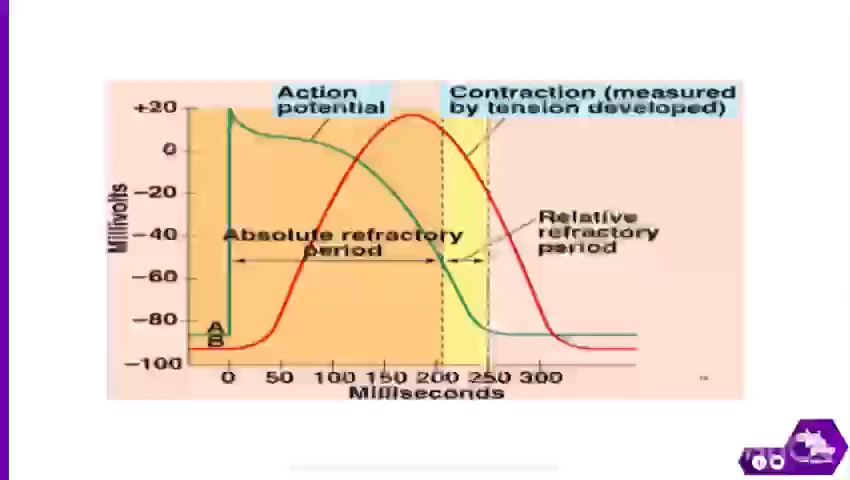 Action
potential
Contraction (measured
by tension developed)
+20
0
−20
−40
−60
−80
−100
Millivolts
Absolute refractory
period
Relative
refractory
period
A
B
0 50 100 150 200 250 300
Milliseconds